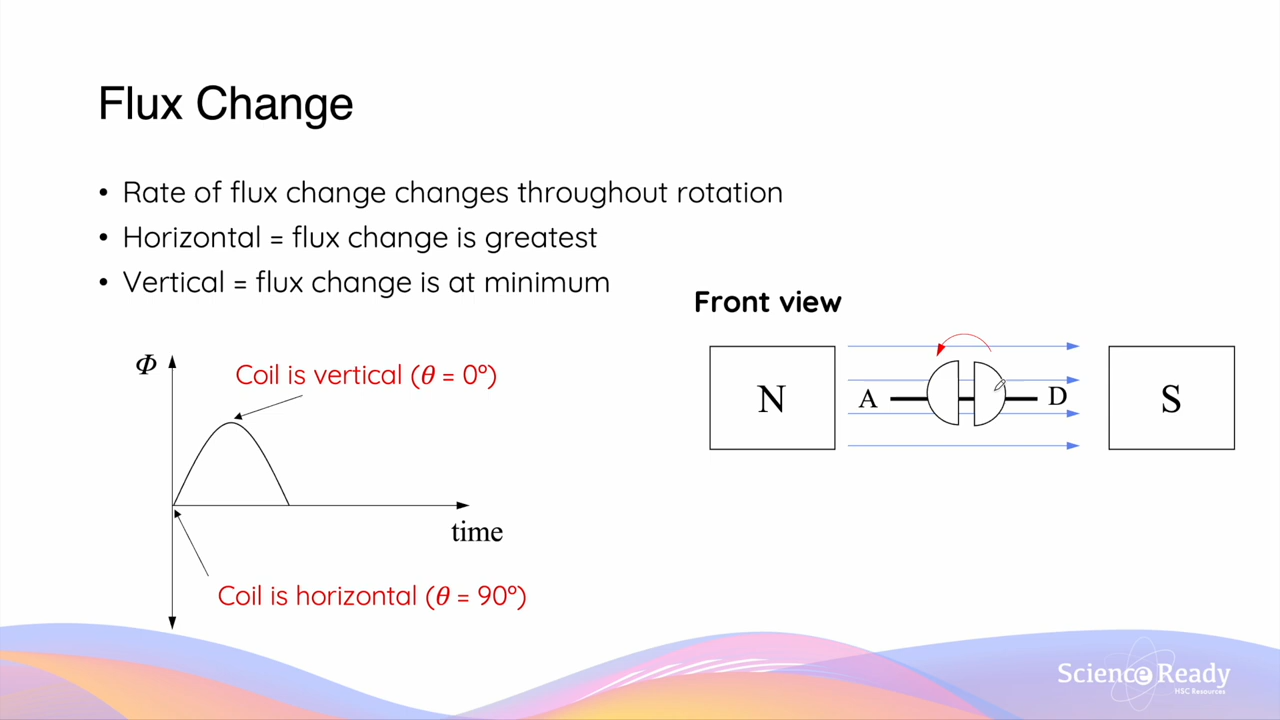 Flux Change
• Rate of flux change changes throughout rotation
• Horizontal = flux change is greatest
• Vertical = flux change is at minimum
Front view
Φ
Coil is vertical (θ = 0º)
time
Coil is horizontal (θ = 90º)
N
A
D
S
Science Ready
HSC Resources